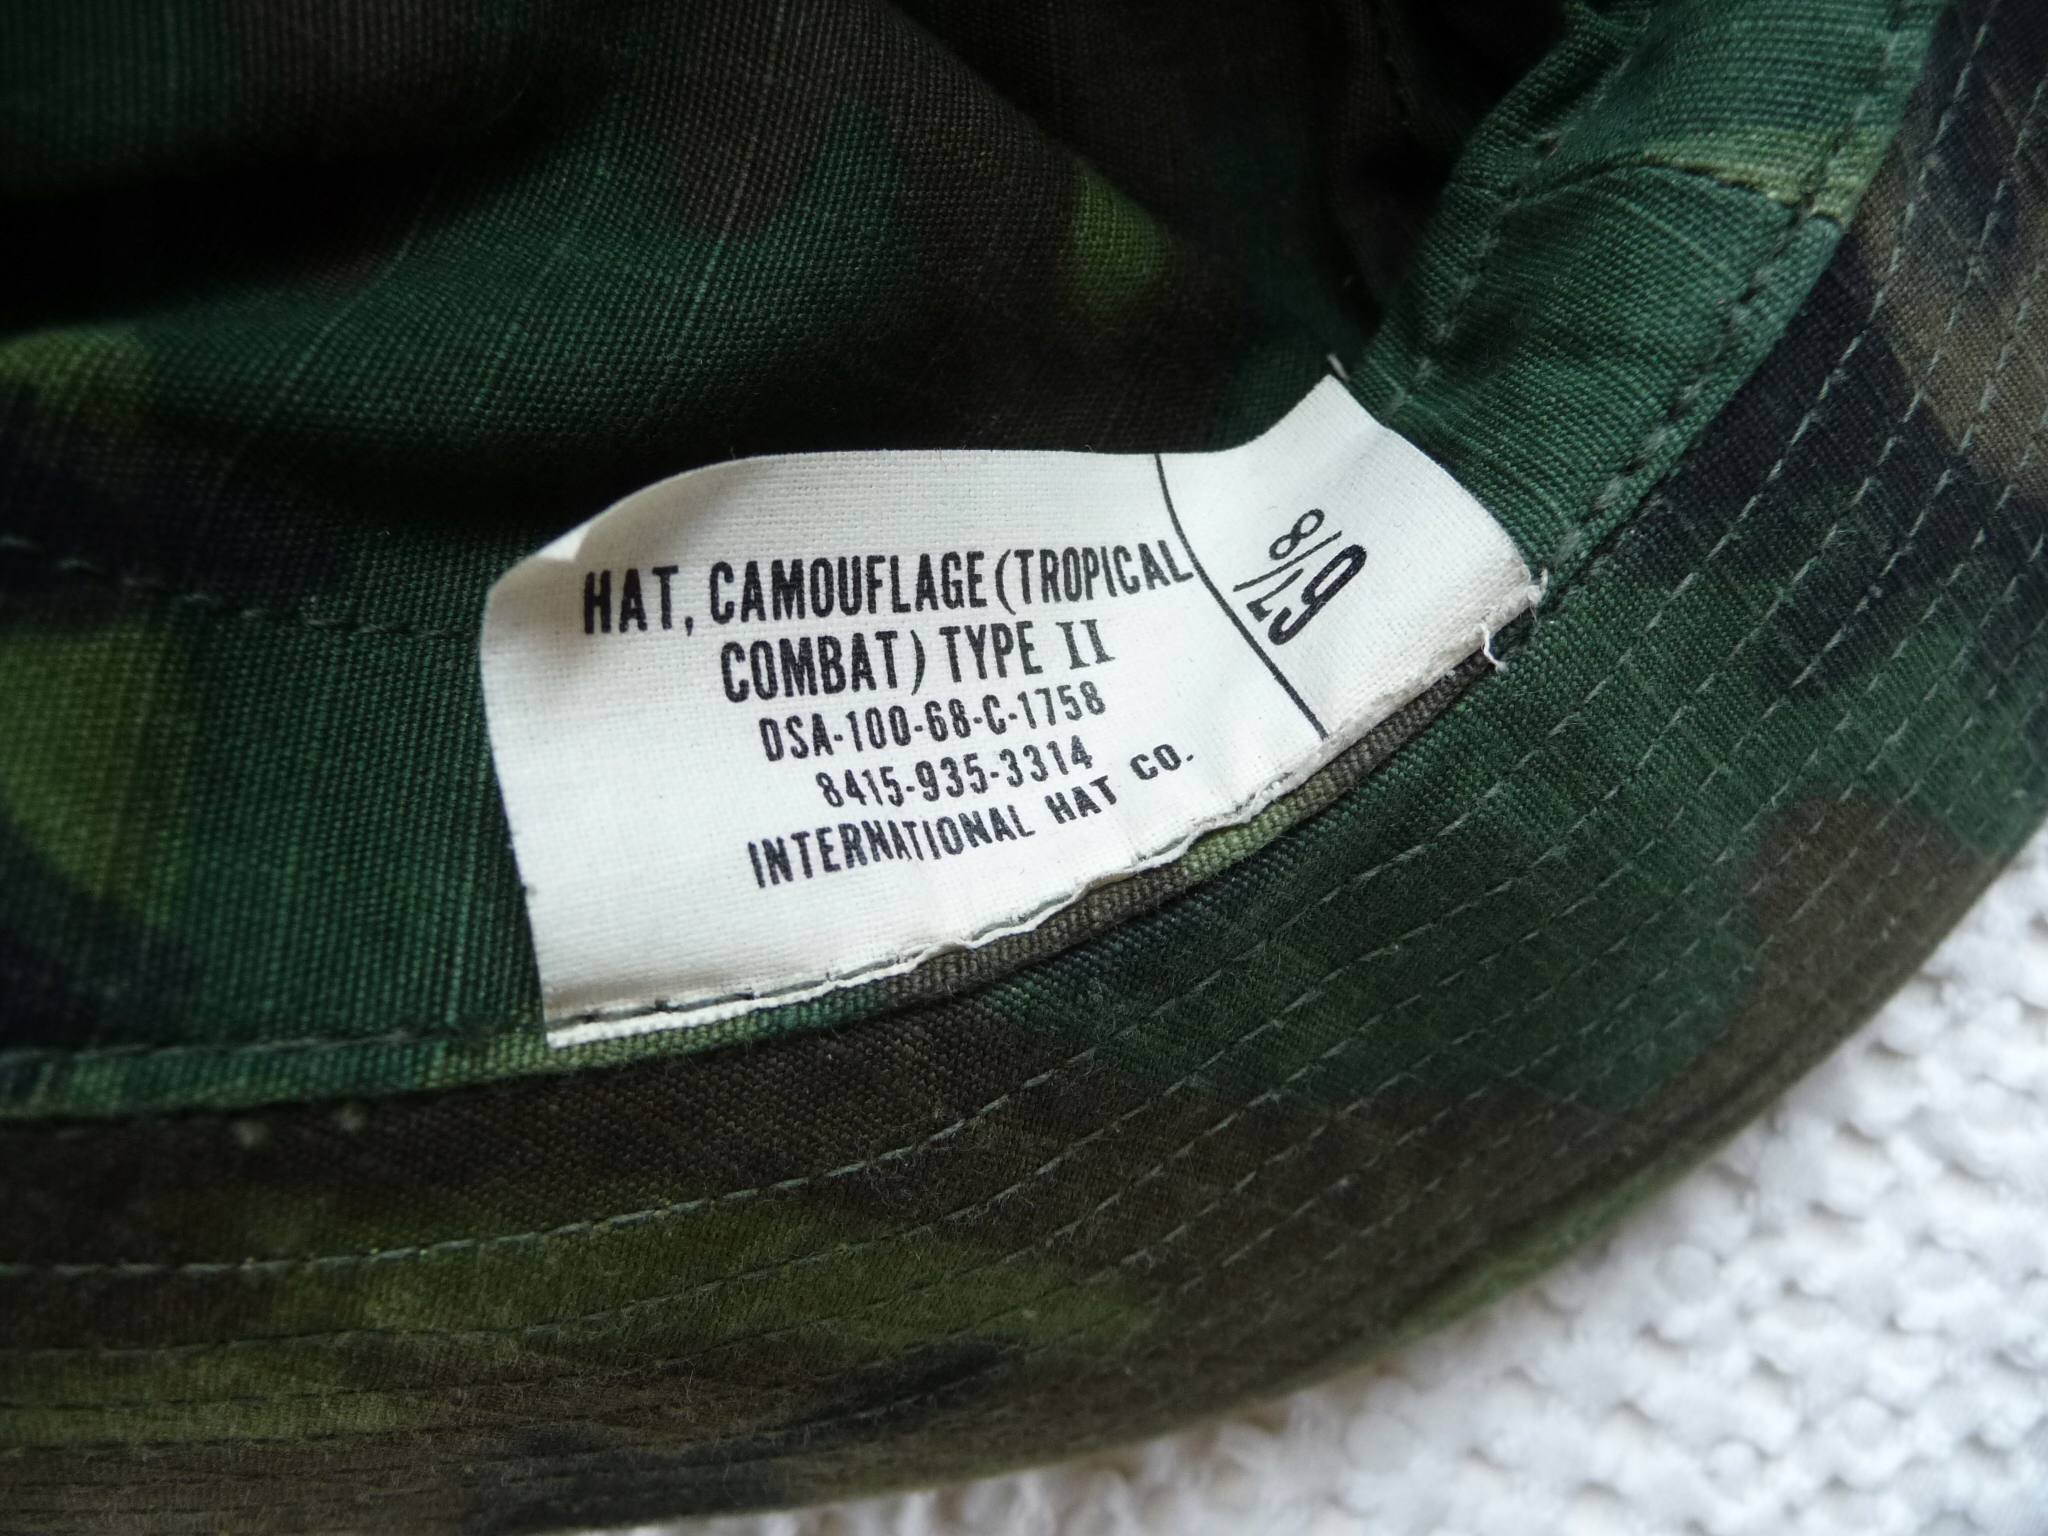 HAT, CAMOUFLAGE (TROPICAL
COMBAT) TYPE II
DSA-100-68-C-1758
8415-935-3314
INTERNATIONAL HAT CO.
6 7/8